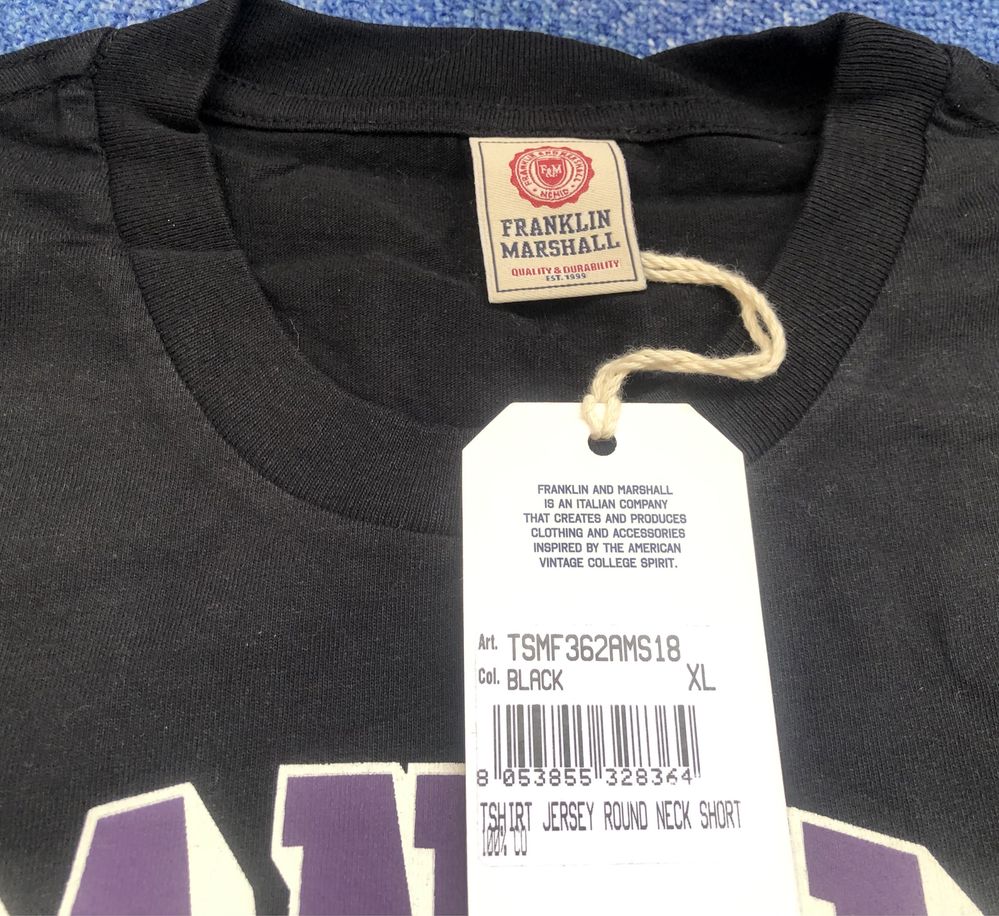 FRANKLIN & MARSHALL
F&M
FRANKLIN
MARSHALL
QUALITY & DURABILITY
EST. 1999
FRANKLIN AND MARSHALL
IS AN ITALIAN COMPANY
THAT CREATES AND PRODUCES
CLOTHING AND ACCESSORIES
INSPIRED BY THE AMERICAN
VINTAGE COLLEGE SPIRIT.
Art. TSMF362AMS18
Col. BLACK XL
8 053855 328364
TSHIRT JERSEY ROUND NECK SHORT
100% CO